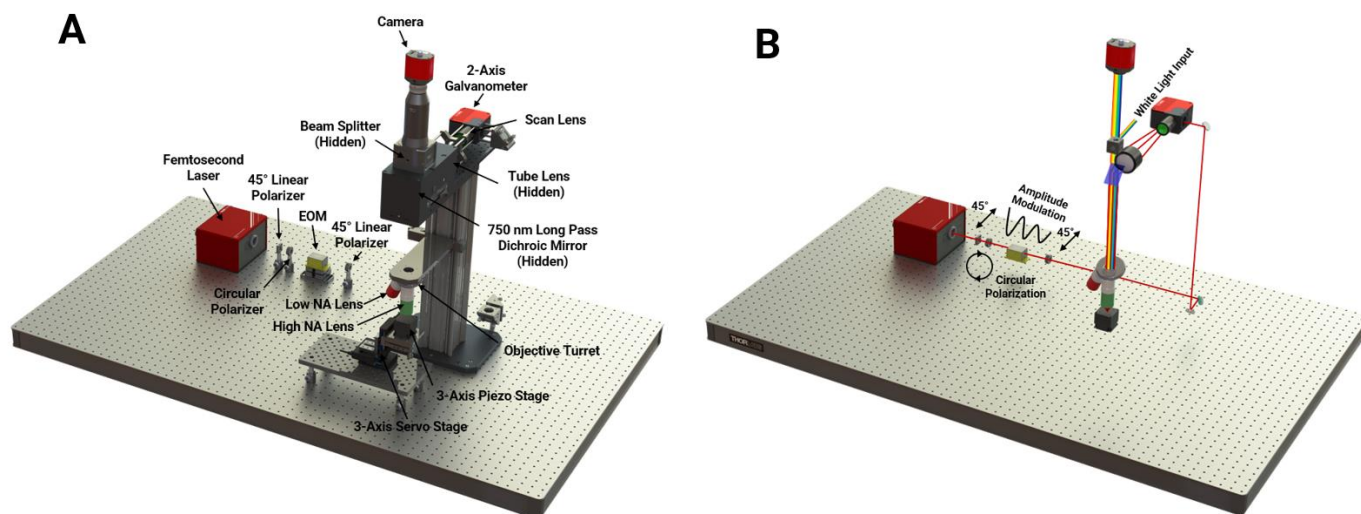 A
Camera
2-Axis
Galvanometer
Scan Lens
Beam Splitter
(Hidden)
Tube Lens
(Hidden)
Femtosecond
Laser
45° Linear
Polarizer
EOM
45° Linear
Polarizer
750 nm Long Pass
Dichroic Mirror
(Hidden)
Circular
Polarizer
Low NA Lens
High NA Lens
Objective Turret
3-Axis Piezo Stage
3-Axis Servo Stage
B
White Light Input
Amplitude
Modulation
45°
45°
Circular
Polarization
THOR